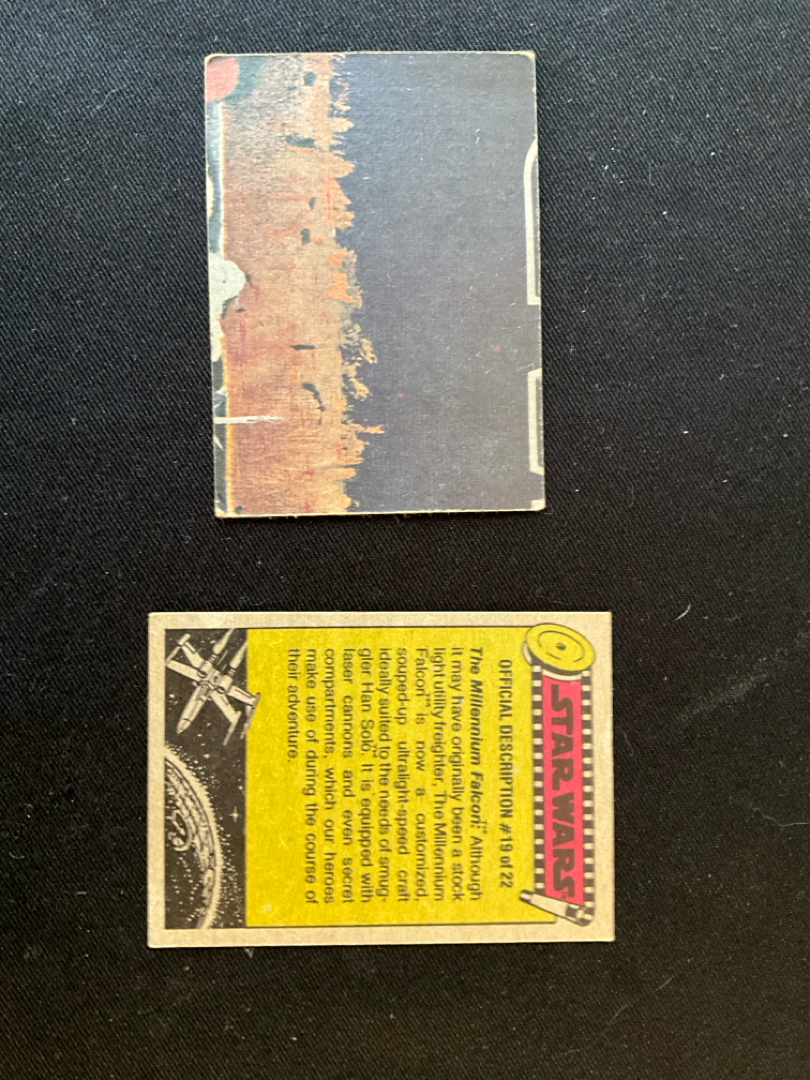 STAR WARS
OFFICIAL DESCRIPTION #19 of 22
The Millennium Falcon:™ Although
it may have originally been a stock
light utility freighter, The Millennium
Falcon™ is now a customized,
souped-up ultralight-speed craft
ideally suited to the needs of smug-
gler Han Solo.™ It is equipped with
laser cannons and even secret
compartments, which our heroes
make use of during the course of
their adventure.